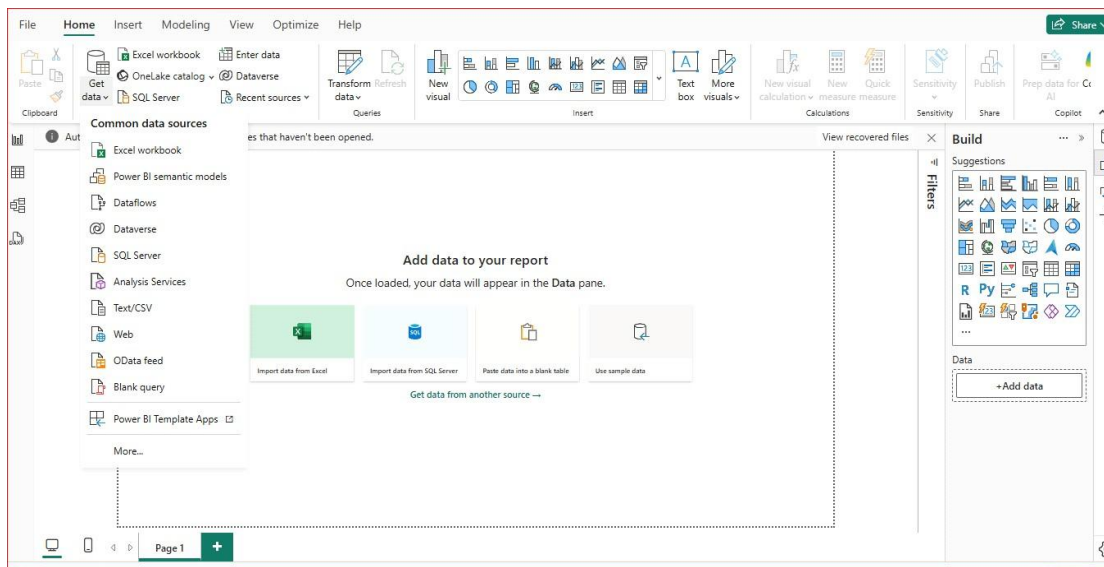 File Home Insert Modeling View Optimize Help
Share
Paste
Get data
Excel workbook
OneLake catalog
SQL Server
Enter data
Dataverse
Recent sources
Transform data
Refresh
New visual
Text box
More visuals
New visual calculation
New measure
Quick measure
Sensitivity
Publish
Prep data for AI
Clipboard
Queries
Insert
Calculations
Sensitivity
Share
Copilot
Common data sources
Excel workbook
Power BI semantic models
Dataflows
Dataverse
SQL Server
Analysis Services
Text/CSV
Web
OData feed
Blank query
Power BI Template Apps
More...
es that haven't been opened.
View recovered files
Filters
Add data to your report
Once loaded, your data will appear in the Data pane.
Import data from Excel
Import data from SQL Server
Paste data into a blank table
Use sample data
Get data from another source →
Build
Suggestions
123
R Py
...
Data
+Add data
Page 1